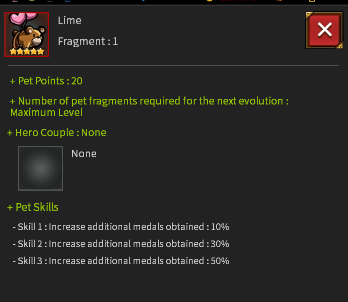 Lime
Fragment : 1
+ Pet Points : 20
+ Number of pet fragments required for the next evolution :
Maximum Level
+ Hero Couple : None
None
+ Pet Skills
- Skill 1 : Increase additional medals obtained : 10%
- Skill 2 : Increase additional medals obtained : 30%
- Skill 3 : Increase additional medals obtained : 50%